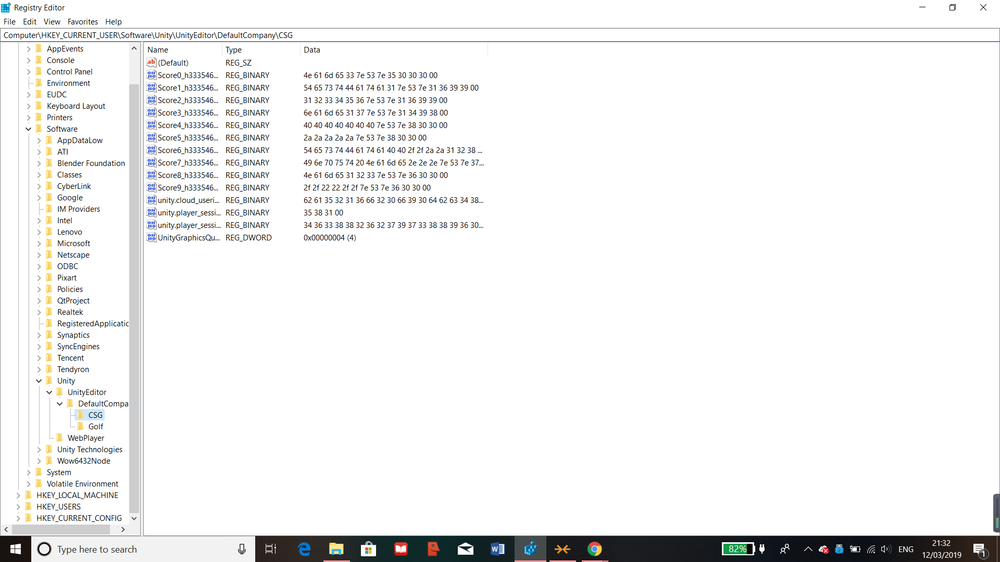 Registry Editor
File Edit View Favorites Help
Computer\HKEY_CURRENT_USER\Software\Unity\UnityEditor\DefaultCompany\CSG
AppEvents
Console
Control Panel
Environment
EUDC
Keyboard Layout
Printers
Software
AppDataLow
ATI
Blender Foundation
Classes
CyberLink
Google
IM Providers
Intel
Lenovo
Microsoft
Netscape
ODBC
Pixart
Policies
QtProject
Realtek
RegisteredApplicatic
Synaptics
SyncEngines
Tencent
Tendyron
Unity
UnityEditor
DefaultCompa
CSG
Golf
WebPlayer
Unity Technologies
Wow6432Node
System
Volatile Environment
HKEY_LOCAL_MACHINE
HKEY_USERS
HKEY_CURRENT_CONFIG
Name Type Data
(Default) REG_SZ
Score0_h333546... REG_BINARY 4e 61 6d 65 33 7e 53 7e 35 30 30 30 00
Score1_h333546... REG_BINARY 54 65 73 74 44 61 74 61 31 7e 53 7e 31 36 39 39 00
Score2_h333546... REG_BINARY 31 32 33 34 35 36 7e 53 7e 31 36 39 39 00
Score3_h333546... REG_BINARY 6e 61 6d 65 31 37 7e 53 7e 31 34 39 38 00
Score4_h333546... REG_BINARY 40 40 40 40 40 40 40 7e 53 7e 38 30 30 00
Score5_h333546... REG_BINARY 2a 2a 2a 2a 2a 7e 53 7e 38 30 30 00
Score6_h333546... REG_BINARY 54 65 73 74 44 61 74 61 40 40 2f 2f 2a 2a 31 32 38 ...
Score7_h333546... REG_BINARY 49 6e 70 75 74 20 4e 61 6d 65 2e 2e 2e 7e 53 7e 37...
Score8_h333546... REG_BINARY 4e 61 6d 65 31 32 33 7e 53 7e 36 30 30 00
Score9_h333546... REG_BINARY 2f 2f 22 22 2f 2f 7e 53 7e 36 30 30 00
unity.cloud_useri... REG_BINARY 62 61 35 32 31 36 66 32 30 66 39 30 64 62 63 34 38...
unity.player_sessi... REG_BINARY 35 38 31 00
unity.player_sessi... REG_BINARY 34 36 33 38 38 32 36 32 37 39 37 33 38 38 39 36 30...
UnityGraphicsQu... REG_DWORD 0x00000004 (4)
Type here to search
82%
ENG
21:32
12/03/2019
1